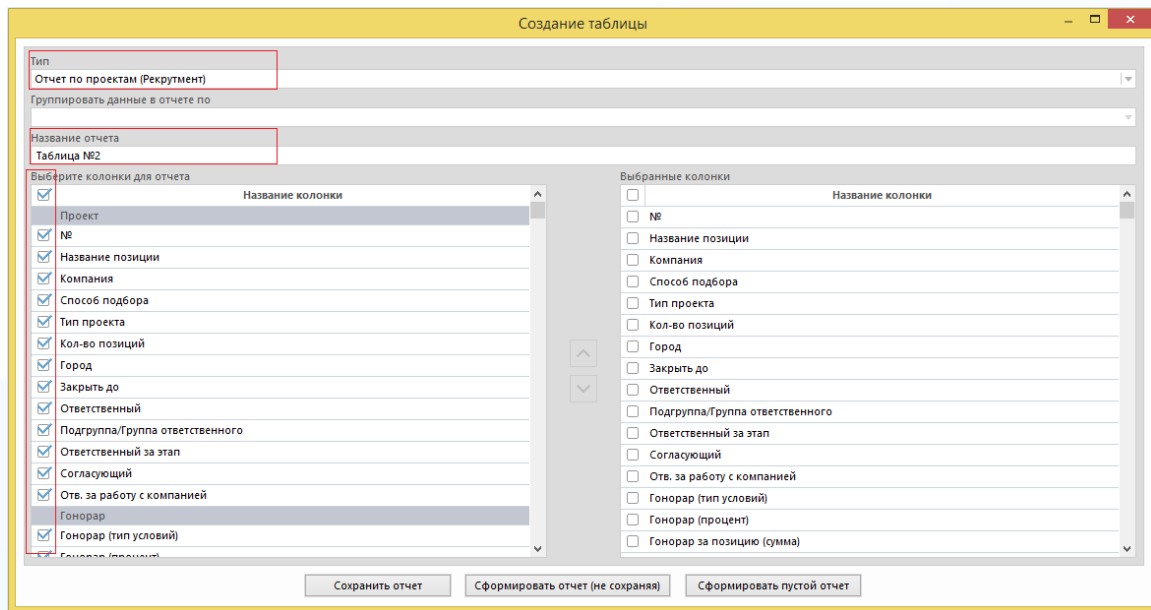 Создание таблицы
Тип
Отчет по проектам (Рекрутмент)
Группировать данные в отчете по
Название отчета
Таблица №2
Выберите колонки для отчета
Название колонки
Проект
№
Название позиции
Компания
Способ подбора
Тип проекта
Кол-во позиций
Город
Закрыть до
Ответственный
Подгруппа/Группа ответственного
Ответственный за этап
Согласующий
Отв. за работу с компанией
Гонорар
Гонорар (тип условий)
Гонорар (процент)
Выбранные колонки
Название колонки
№
Название позиции
Компания
Способ подбора
Тип проекта
Кол-во позиций
Город
Закрыть до
Ответственный
Подгруппа/Группа ответственного
Ответственный за этап
Согласующий
Отв. за работу с компанией
Гонорар (тип условий)
Гонорар (процент)
Гонорар за позицию (сумма)
Сохранить отчет
Сформировать отчет (не сохраняя)
Сформировать пустой отчет